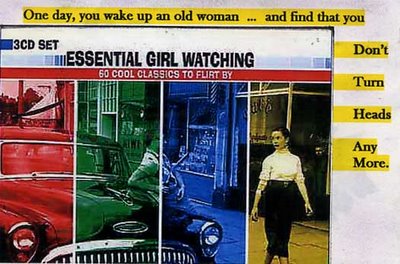 One day, you wake up an old woman ... and find that you
3CD SET
ESSENTIAL GIRL WATCHING
60 COOL CLASSICS TO FLIRT BY
Don't
Turn
Heads
Any
More.